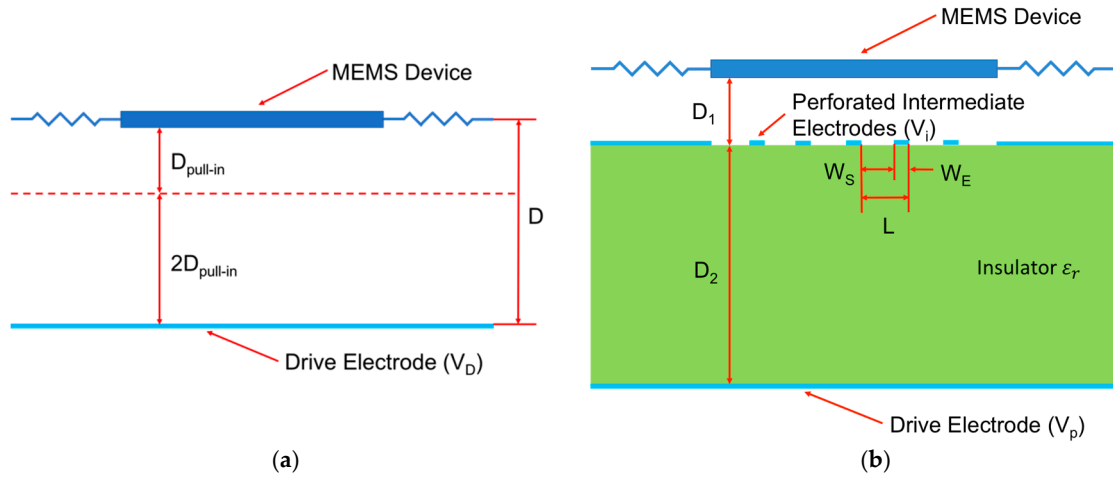 MEMS Device
D_pull-in
2D_pull-in
D
Drive Electrode (V_D)
(a)
MEMS Device
D_1
Perforated Intermediate
Electrodes (V_i)
W_S
W_E
L
D_2
Insulator ε_r
Drive Electrode (V_p)
(b)